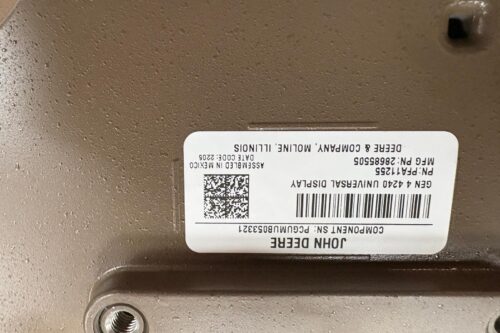 JOHN DEERE
COMPONENT SN: PCGUMUB053321
GEN 4 4240 UNIVERSAL DISPLAY
PN:PFA11255
MFG PN:28685505
ASSEMBLED IN MEXICO
DATE CODE:2205
DEERE & COMPANY, MOLINE, ILLINOIS